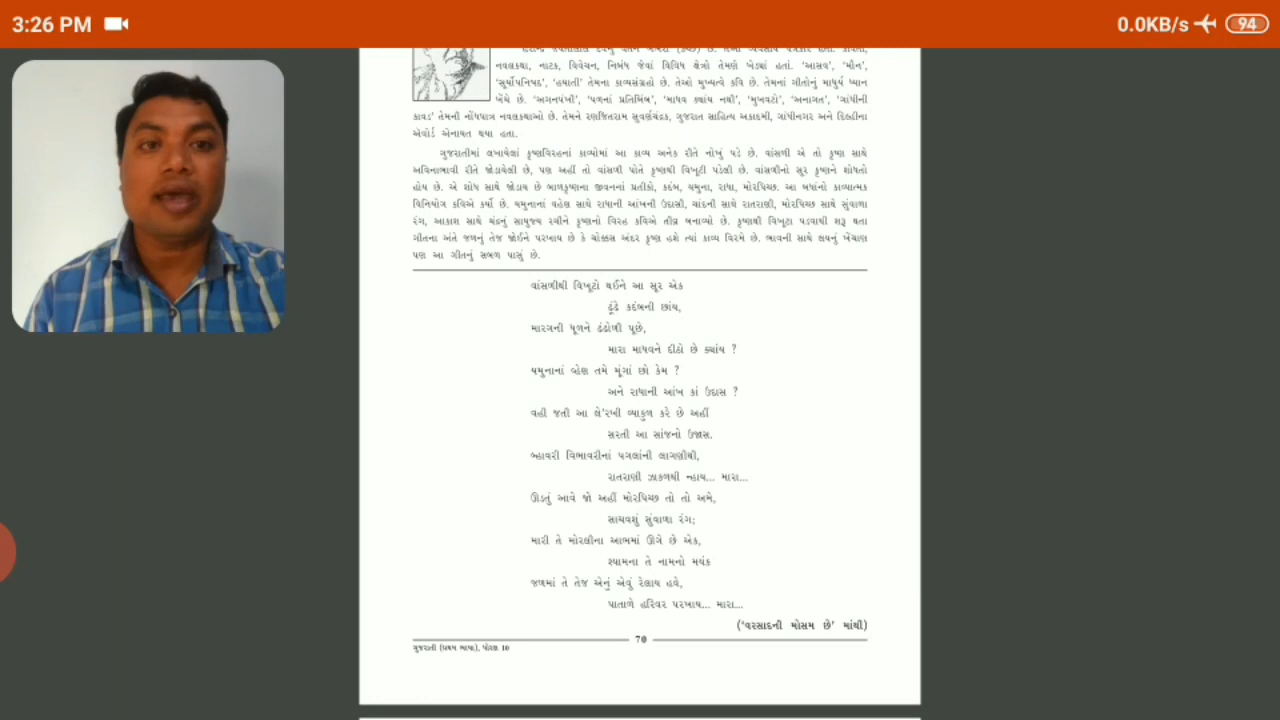 3:26 PM
0.0KB/s 94
નવલકથા, નાટક, વિવેચન, નિબંધ જેવાં વિવિધ ક્ષેત્રો તેમણે ખેડ્યાં હતાં. ‘આસવ’, ‘મૌન’,
‘સૂર્યોપનિષદ’, ‘હયાતી’ તેમના કાવ્યસંગ્રહો છે. તેઓ મુખ્યત્વે કવિ છે. તેમનાં ગીતોનું માધુર્ય ધ્યાન
ખેંચે છે. ‘અગનપંખી’, ‘પળનાં પ્રતિબિંબ’, ‘માધવ ક્યાંય નથી’, ‘મુખવટો’, ‘અનાગત’, ‘ગાંધીની
કાવડ’ તેમની નોંધપાત્ર નવલકથાઓ છે. તેમને રણજિતરામ સુવર્ણચંદ્રક, ગુજરાત સાહિત્ય અકાદમી, ગાંધીનગર અને દિલ્હીના
એવોર્ડ એનાયત થયા હતા.
ગુજરાતીમાં લખાયેલાં કૃષ્ણવિરહનાં કાવ્યોમાં આ કાવ્ય અનેક રીતે નોખું પડે છે. વાંસળી એ તો કૃષ્ણ સાથે
અવિનાભાવી રીતે જોડાયેલી છે, પણ અહીં તો વાંસળી પોતે કૃષ્ણથી વિખૂટી પડેલી છે. વાંસળીનો સૂર કૃષ્ણને શોધતો
હોય છે. એ શોધ સાથે જોડાય છે બાળકૃષ્ણના જીવનનાં પ્રતીકો, કદંબ, યમુના, રાધા, મોરપિચ્છ. આ બધાંનો કાવ્યાત્મક
વિનિયોગ કવિએ કર્યો છે. યમુનાનાં વહેણ સાથે રાધાની આંખની ઉદાસી, ચાંદની સાથે રાતરાણી, મોરપિચ્છ સાથે સુંવાળા
રંગ, આકાશ સાથે ચંદ્રનું સાયુજ્ય રચીને કૃષ્ણનો વિરહ કવિએ તીવ્ર બનાવ્યો છે. કૃષ્ણથી વિખૂટા પડવાથી શરૂ થતા
ગીતના અંતે જળનું તેજ જોઈને પરખાય છે કે ચોક્કસ અંદર કૃષ્ણ હશે ત્યાં કાવ્ય વિરમે છે. ભાવની સાથે લયનું ખેંચાણ
પણ આ ગીતનું સબળ પાસું છે.
વાંસળીથી વિખૂટો થઈને આ સૂર એક
ઢૂંઢે કદંબની છાંય,
મારગની ધૂળને ઢંઢોળી પૂછે,
મારા માધવને દીઠો છે ક્યાંય ?
યમુનાનાં વ્હેણ તમે મૂંગાં છો કેમ ?
અને રાધાની આંખ કાં ઉદાસ ?
વહી જતી આ લે’રખી વ્યાકુળ કરે છે અહીં
સરતી આ સાંજનો ઉજાસ.
બ્હાવરી વિભાવરીનાં પગલાંની લાગણીથી,
રાતરાણી ઝાકળથી ન્હાય... મારા...
ઊડતું આવે જો અહીં મોરપિચ્છ તો તો અમે,
સાચવશું સુંવાળા રંગ;
મારી તે મોરલીના આભમાં ઊગે છે એક,
શ્યામના તે નામનો મયંક
જળમાં તે તેજ એનું એવું રેલાય હવે,
પાતાળે હરિવર પરખાય... મારા...
(‘વરસાદની મોસમ છે’ માંથી)
70
ગુજરાતી (પ્રથમ ભાષા), ધોરણ 10